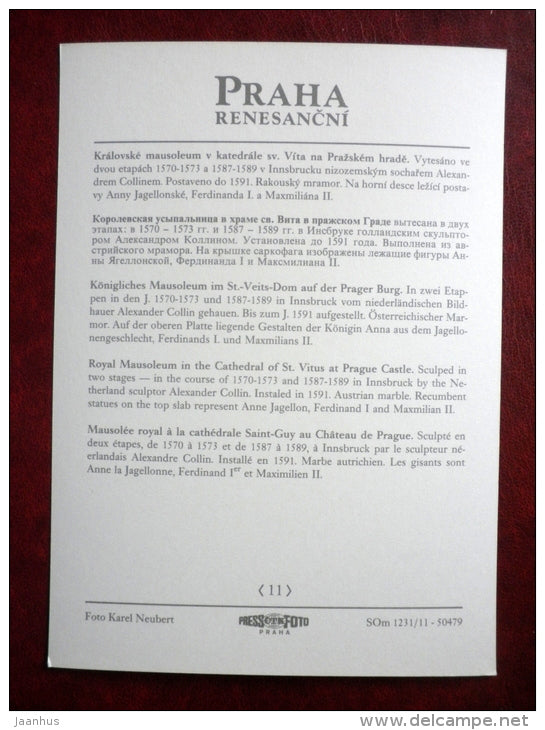 PRAHA
RENESANČNÍ
Královské mausoleum v katedrále sv. Víta na Pražském hradě. Vytesáno ve
dvou etapách 1570-1573 a 1587-1589 v Innsbrucku nizozemským sochařem Alexan-
drem Collinem. Postaveno do 1591. Rakouský mramor. Na horní desce ležící posta-
vy Anny Jagellonské, Ferdinanda I. a Maxmiliána II.
Королевская усыпальница в храме св. Вита в пражском Граде вытесана в двух
этапах: в 1570 – 1573 гг. и 1587 – 1589 гг. в Инсбруке голландским скульпто-
ром Александром Коллином. Установлена до 1591 года. Выполнена из ав-
стрийского мрамора. На крышке саркофага изображены лежащие фигуры Ан-
ны Ягеллонской, Фердинанда I и Максмилиана II.
Königliches Mausoleum im St.-Veits-Dom auf der Prager Burg. In zwei Etap-
pen in den J. 1570-1573 und 1587-1589 in Innsbruck vom niederländischen Bild-
hauer Alexander Collin gehauen. Bis zum J. 1591 aufgestellt. Österreichischer Mar-
mor. Auf der oberen Platte liegende Gestalten der Königin Anna aus dem Jagello-
nengeschlecht, Ferdinands I. und Maxmilians II.
Royal Mausoleum in the Cathedral of St. Vitus at Prague Castle. Sculped in
two stages — in the course of 1570-1573 and 1587-1589 in Innsbruck by the Ne-
therland sculptor Alexander Collin. Instaled in 1591. Austrian marble. Recumbent
statues on the top slab represent Anne Jagellon, Ferdinand I and Maxmilian II.
Mausolée royal à la cathédrale Saint-Guy au Château de Prague. Sculpté en
deux étapes, de 1570 à 1573 et de 1587 à 1589, à Innsbruck par le sculpteur né-
erlandais Alexandre Collin. Installé en 1591. Marbe autrichien. Les gisants sont
Anne la Jagellonne, Ferdinand Ier et Maximilien II.
⟨ 11 ⟩
Foto Karel Neubert
PRESSFOTO
PRAHA
SOm 1231/11 - 50479
jaanhus
www.delcampe.net